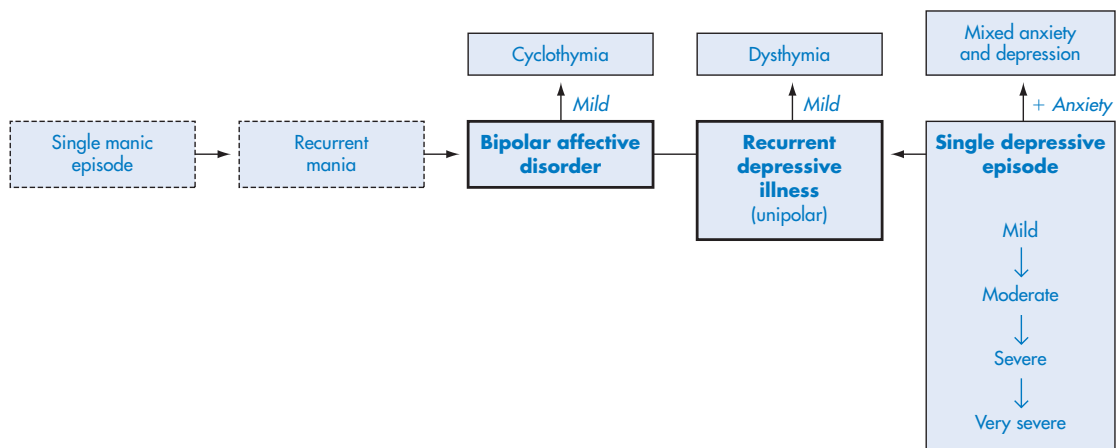 Cyclothymia
Dysthymia
Mixed anxiety
and depression
Mild
Mild
+ Anxiety
Single manic
episode
Recurrent
mania
Bipolar affective
disorder
Recurrent
depressive
illness
(unipolar)
Single depressive
episode
Mild
Moderate
Severe
Very severe